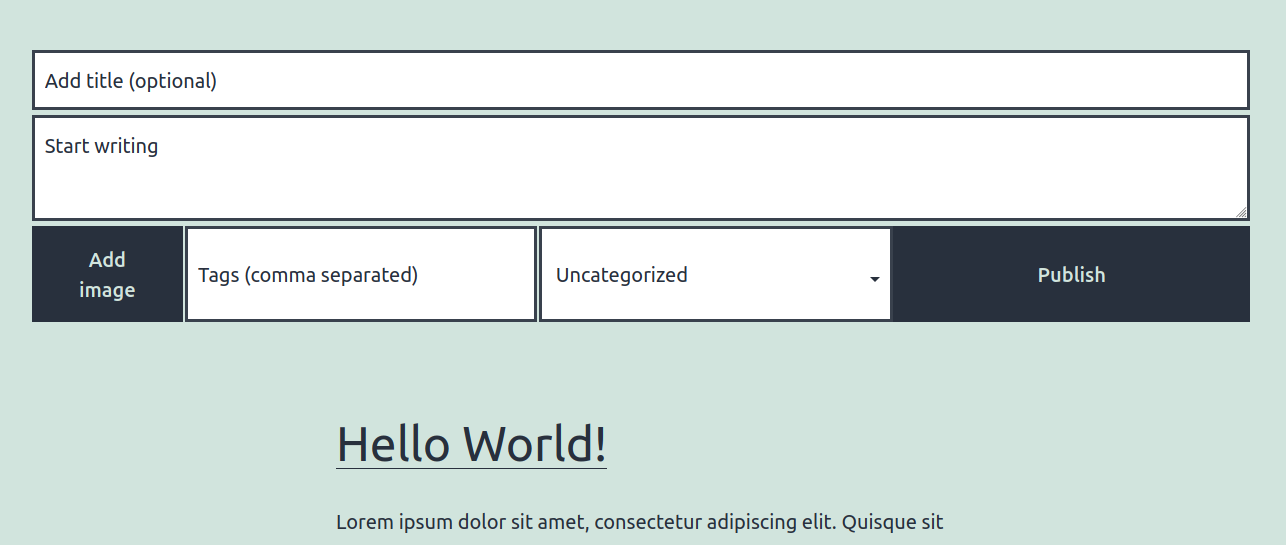 Add title (optional)
Start writing
Add
image
Tags (comma separated)
Uncategorized
Publish
Hello World!
Lorem ipsum dolor sit amet, consectetur adipiscing elit. Quisque sit